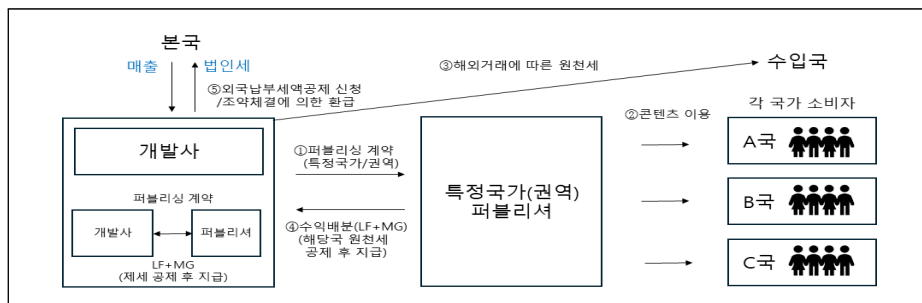 본국
매출
법인세
⑤외국납부세액공제 신청
/조약체결에 의한 환급
③해외거래에 따른 원천세
수입국
개발사
퍼블리싱 계약
개발사
퍼블리셔
LF+MG
(제세 공제 후 지급)
①퍼블리싱 계약
(특정국가/권역)
④수익배분(LF+MG)
(해당국 원천세
공제 후 지급)
특정국가(권역)
퍼블리셔
②콘텐츠 이용
각 국가 소비자
A국
B국
C국